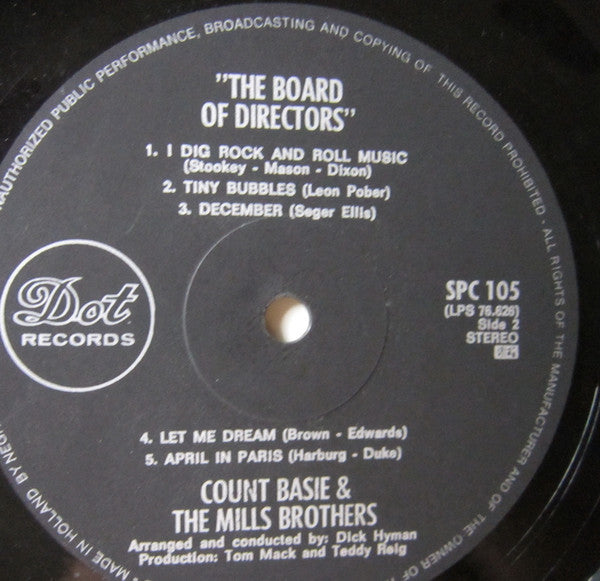 "THE BOARD
OF DIRECTORS"
1. I DIG ROCK AND ROLL MUSIC
(Stookey - Mason - Dixon)
2. TINY BUBBLES (Leon Pober)
3. DECEMBER (Seger Ellis)
Dot
RECORDS
SPC 105
(LPS 76.626)
Side 2
STEREO
4. LET ME DREAM (Brown - Edwards)
5. APRIL IN PARIS (Harburg - Duke)
COUNT BASIE &
THE MILLS BROTHERS
Arranged and conducted by: Dick Hyman
Production: Tom Mack and Teddy Reig
MADE IN HOLLAND BY
PUBLIC PERFORMANCE, BROADCASTING AND COPYING OF THIS RECORD PROHIBITED - ALL RIGHTS OF THE MANUFACTURER AND OF THE OWNER OF